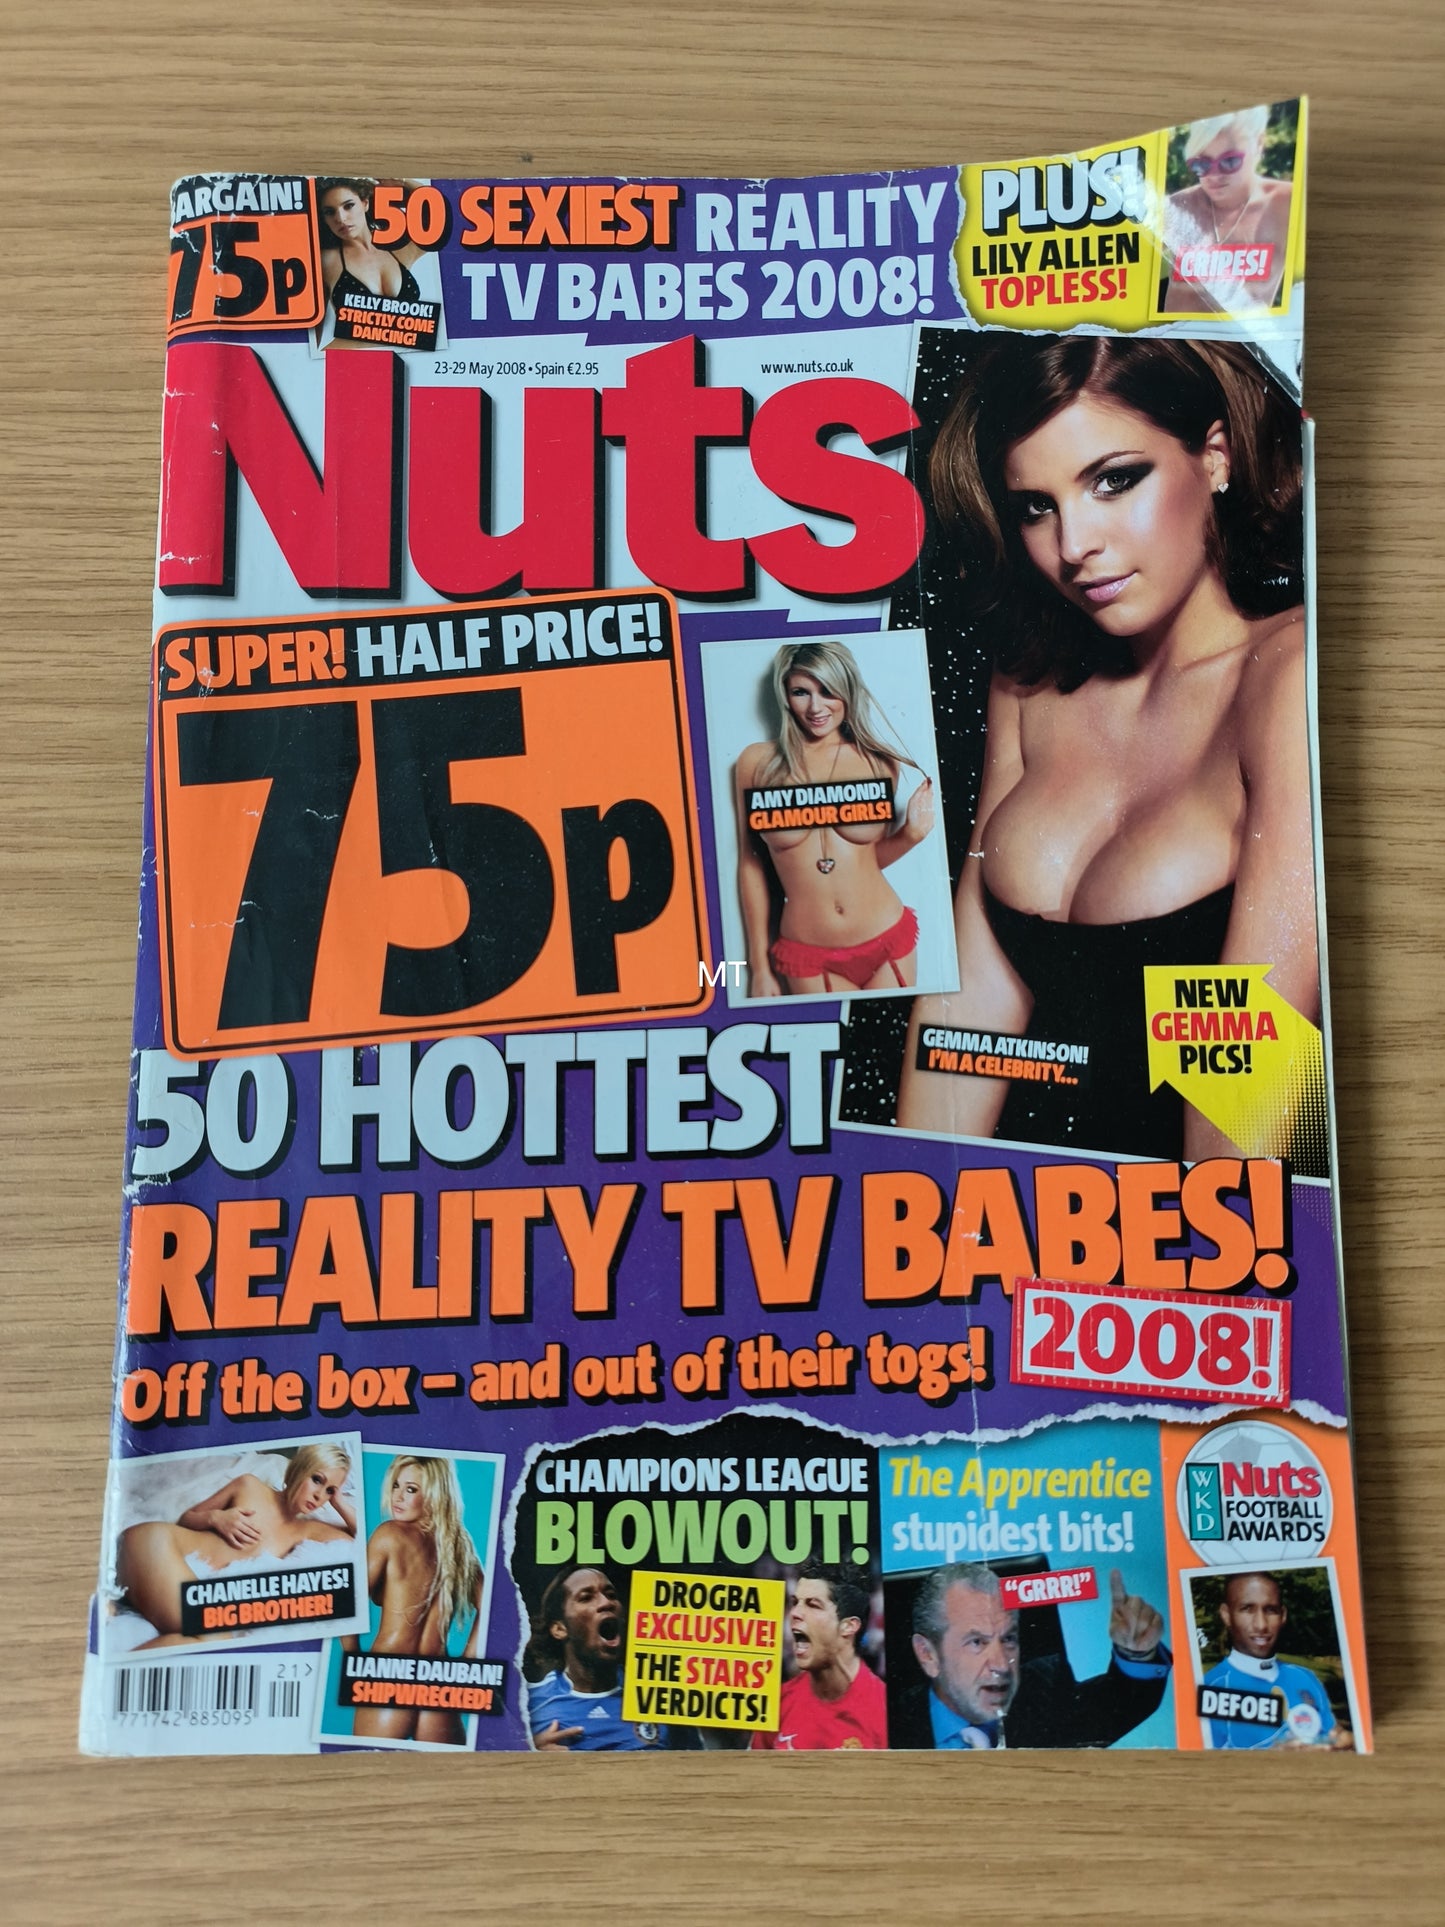 BARGAIN!
75p
KELLY BROOK!
STRICTLY COME
DANCING!
50 SEXIEST REALITY
TV BABES 2008!
PLUS!
LILY ALLEN
TOPLESS!
CRIPES!
23-29 May 2008 • Spain €2.95
www.nuts.co.uk
Nuts
SUPER! HALF PRICE!
75p
AMY DIAMOND!
GLAMOUR GIRLS!
MT
GEMMA ATKINSON!
I'M A CELEBRITY...
NEW
GEMMA
PICS!
50 HOTTEST
REALITY TV BABES!
2008!
Off the box – and out of their togs!
CHANELLE HAYES!
BIG BROTHER!
LIANNE DAUBAN!
SHIPWRECKED!
CHAMPIONS LEAGUE
BLOWOUT!
DROGBA
EXCLUSIVE!
THE STARS'
VERDICTS!
The Apprentice
stupidest bits!
"GRRR!"
WKD
Nuts
FOOTBALL
AWARDS
DEFOE!
21>
771742 885095